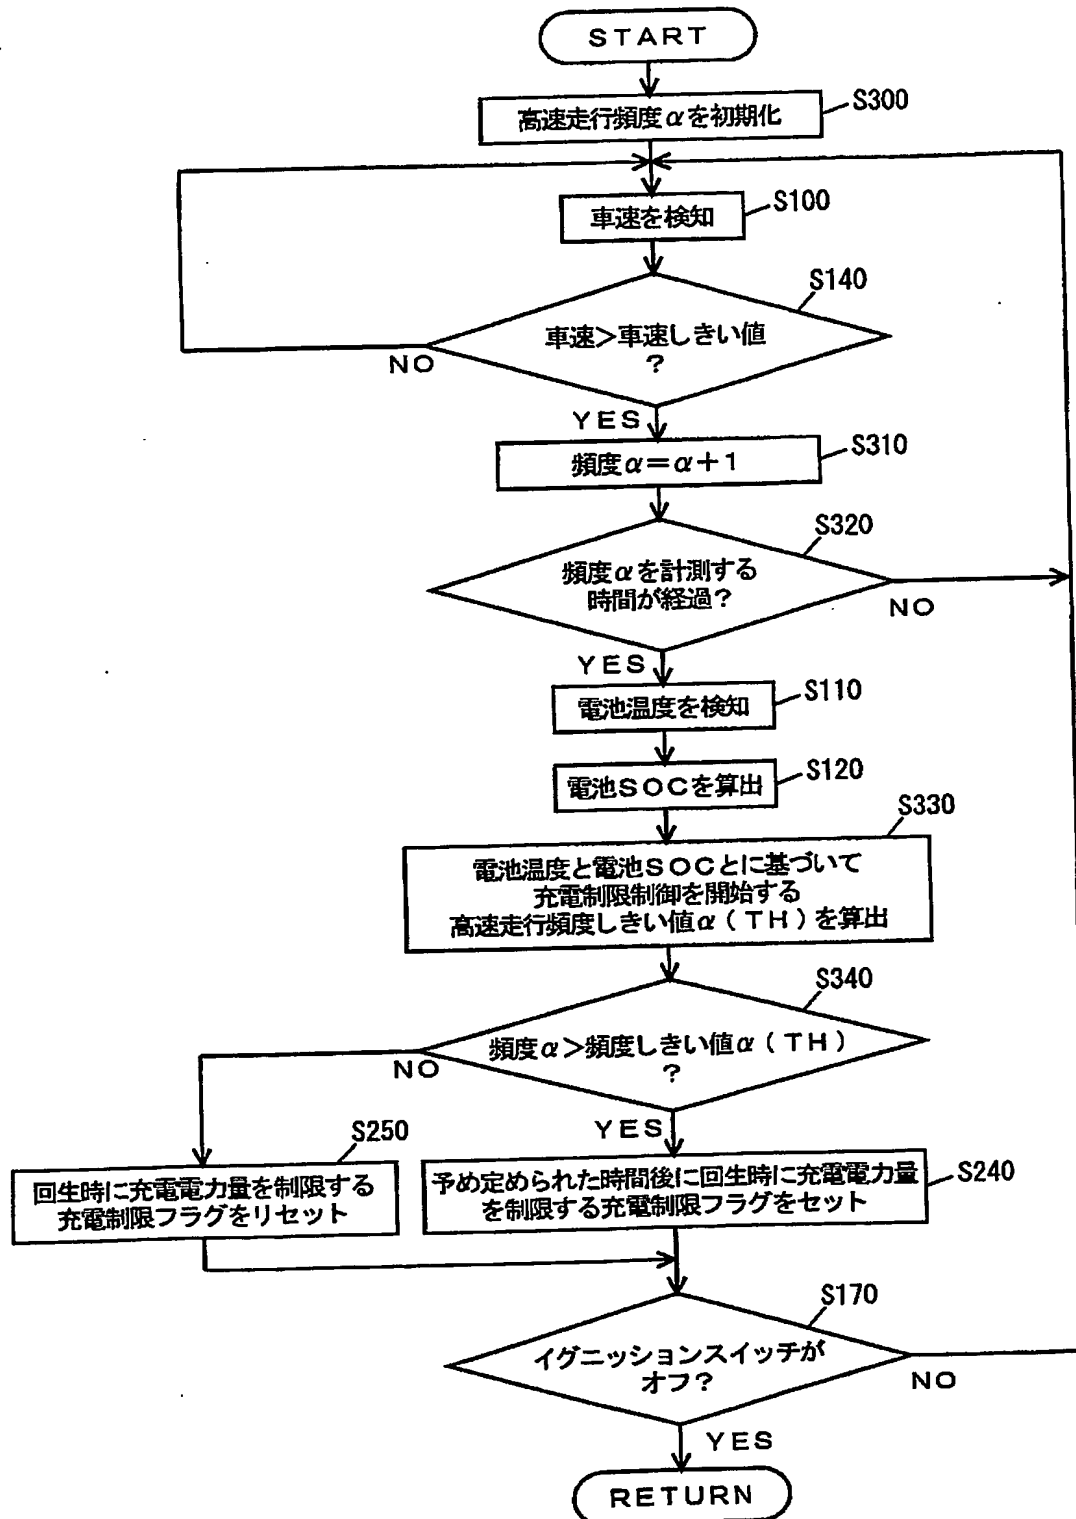 START
高速走行頻度αを初期化
S300
車速を検知
S100
S140
車速>車速しきい値
?
NO
YES
頻度α=α+1
S310
S320
頻度αを計測する
時間が経過?
NO
YES
電池温度を検知
S110
電池SOCを算出
S120
S330
電池温度と電池SOCとに基づいて
充電制限制御を開始する
高速走行頻度しきい値α(TH)を算出
S340
頻度α>頻度しきい値α(TH)
?
NO
YES
S250
回生時に充電電力量を制限する
充電制限フラグをリセット
予め定められた時間後に回生時に充電電力量
を制限する充電制限フラグをセット
S240
S170
イグニッションスイッチが
オフ?
NO
YES
RETURN